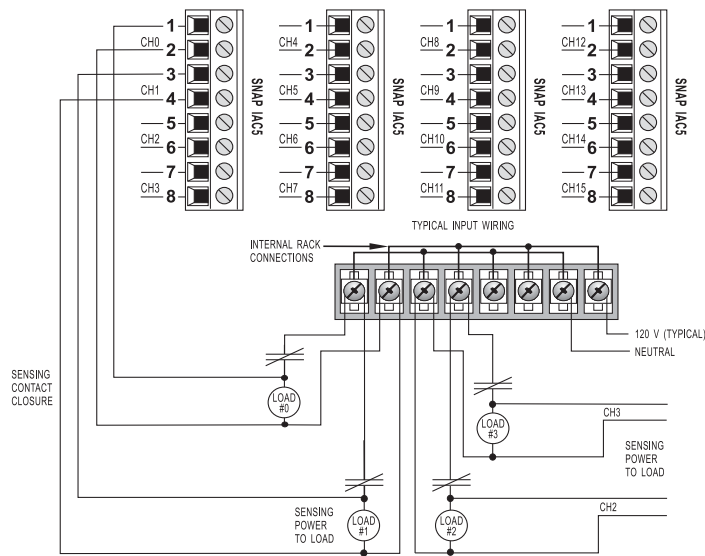 1
CH0 2
3
CH1 4
5
CH2 6
7
CH3 8
SNAP IAC5
1
CH4 2
3
CH5 4
5
CH6 6
7
CH7 8
SNAP IAC5
1
CH8 2
3
CH9 4
5
CH10 6
7
CH11 8
SNAP IAC5
1
CH12 2
3
CH13 4
5
CH14 6
7
CH15 8
SNAP IAC5
TYPICAL INPUT WIRING
INTERNAL RACK
CONNECTIONS
120 V (TYPICAL)
NEUTRAL
SENSING
CONTACT
CLOSURE
LOAD
#0
LOAD
#3
CH3
SENSING
POWER
TO LOAD
SENSING
POWER
TO LOAD
LOAD
#1
LOAD
#2
CH2